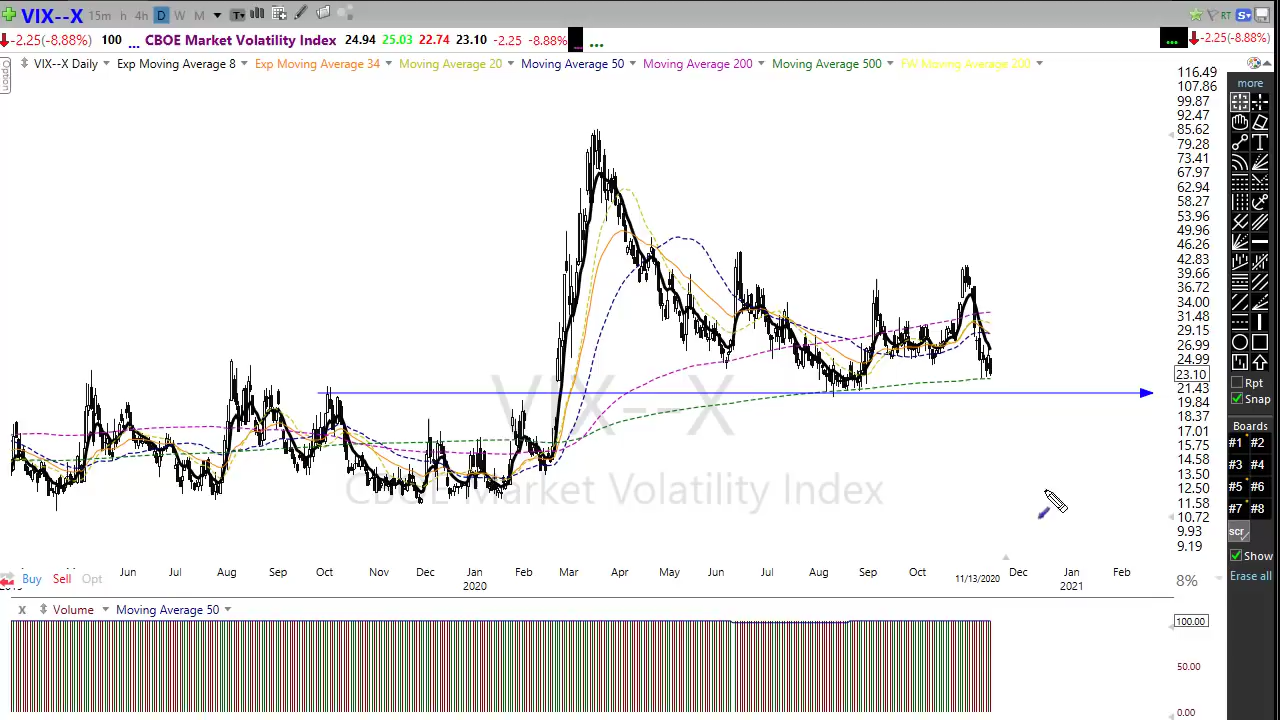 VIX--X 15m h 4h D W M T RT S
-2.25(-8.88%) 100 ... CBOE Market Volatility Index 24.94 25.03 22.74 23.10 -2.25 -8.88% ... ... -2.25(-8.88%)
Option
VIX--X Daily Exp Moving Average 8 Exp Moving Average 34 Moving Average 20 Moving Average 50 Moving Average 200 Moving Average 500 FW Moving Average 200
116.49
107.86
99.87
92.47
85.62
79.28
73.41
67.97
62.94
58.27
53.96
49.96
46.26
42.83
39.66
36.72
34.00
31.48
29.15
26.99
24.99
23.10
21.43
19.84
18.37
17.01
15.75
14.58
13.50
12.50
11.58
10.72
9.93
9.19
VIX--X
CBOE Market Volatility Index
more
T
Rpt
Snap
Boards
#1 #2
#3 #4
#5 #6
#7 #8
scr
Show
Erase all
Jun Jul Aug Sep Oct Nov Dec 2020 Feb Mar Apr May Jun Jul Aug Sep Oct 11/13/2020 Dec Jan 2021 Feb
Buy Sell Opt
8%
X Volume Moving Average 50
100.00
50.00
0.00